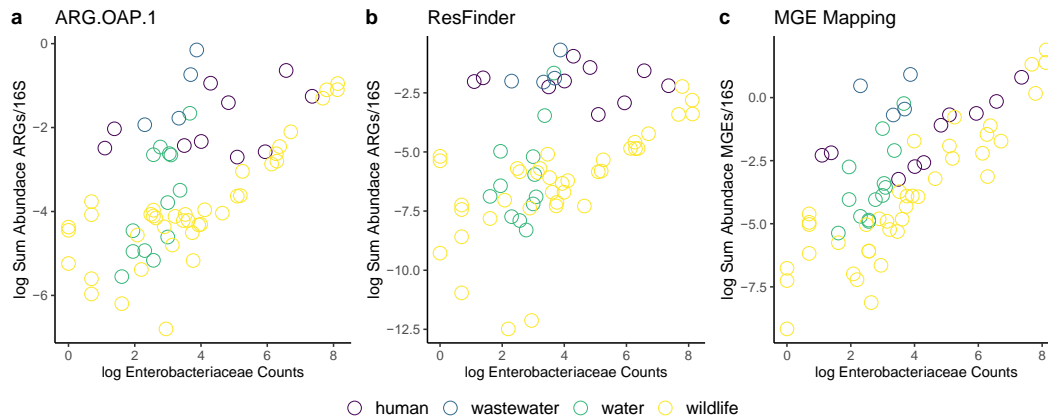 a ARG.OAP.1
log Sum Abundace ARGs/16S
0
−2
−4
−6
0 2 4 6 8
log Enterobacteriaceae Counts
b ResFinder
log Sum Abundace ARGs/16S
−2.5
−5.0
−7.5
−10.0
−12.5
0 2 4 6 8
log Enterobacteriaceae Counts
c MGE Mapping
log Sum Abundace MGEs/16S
0.0
−2.5
−5.0
−7.5
0 2 4 6 8
log Enterobacteriaceae Counts
human wastewater water wildlife